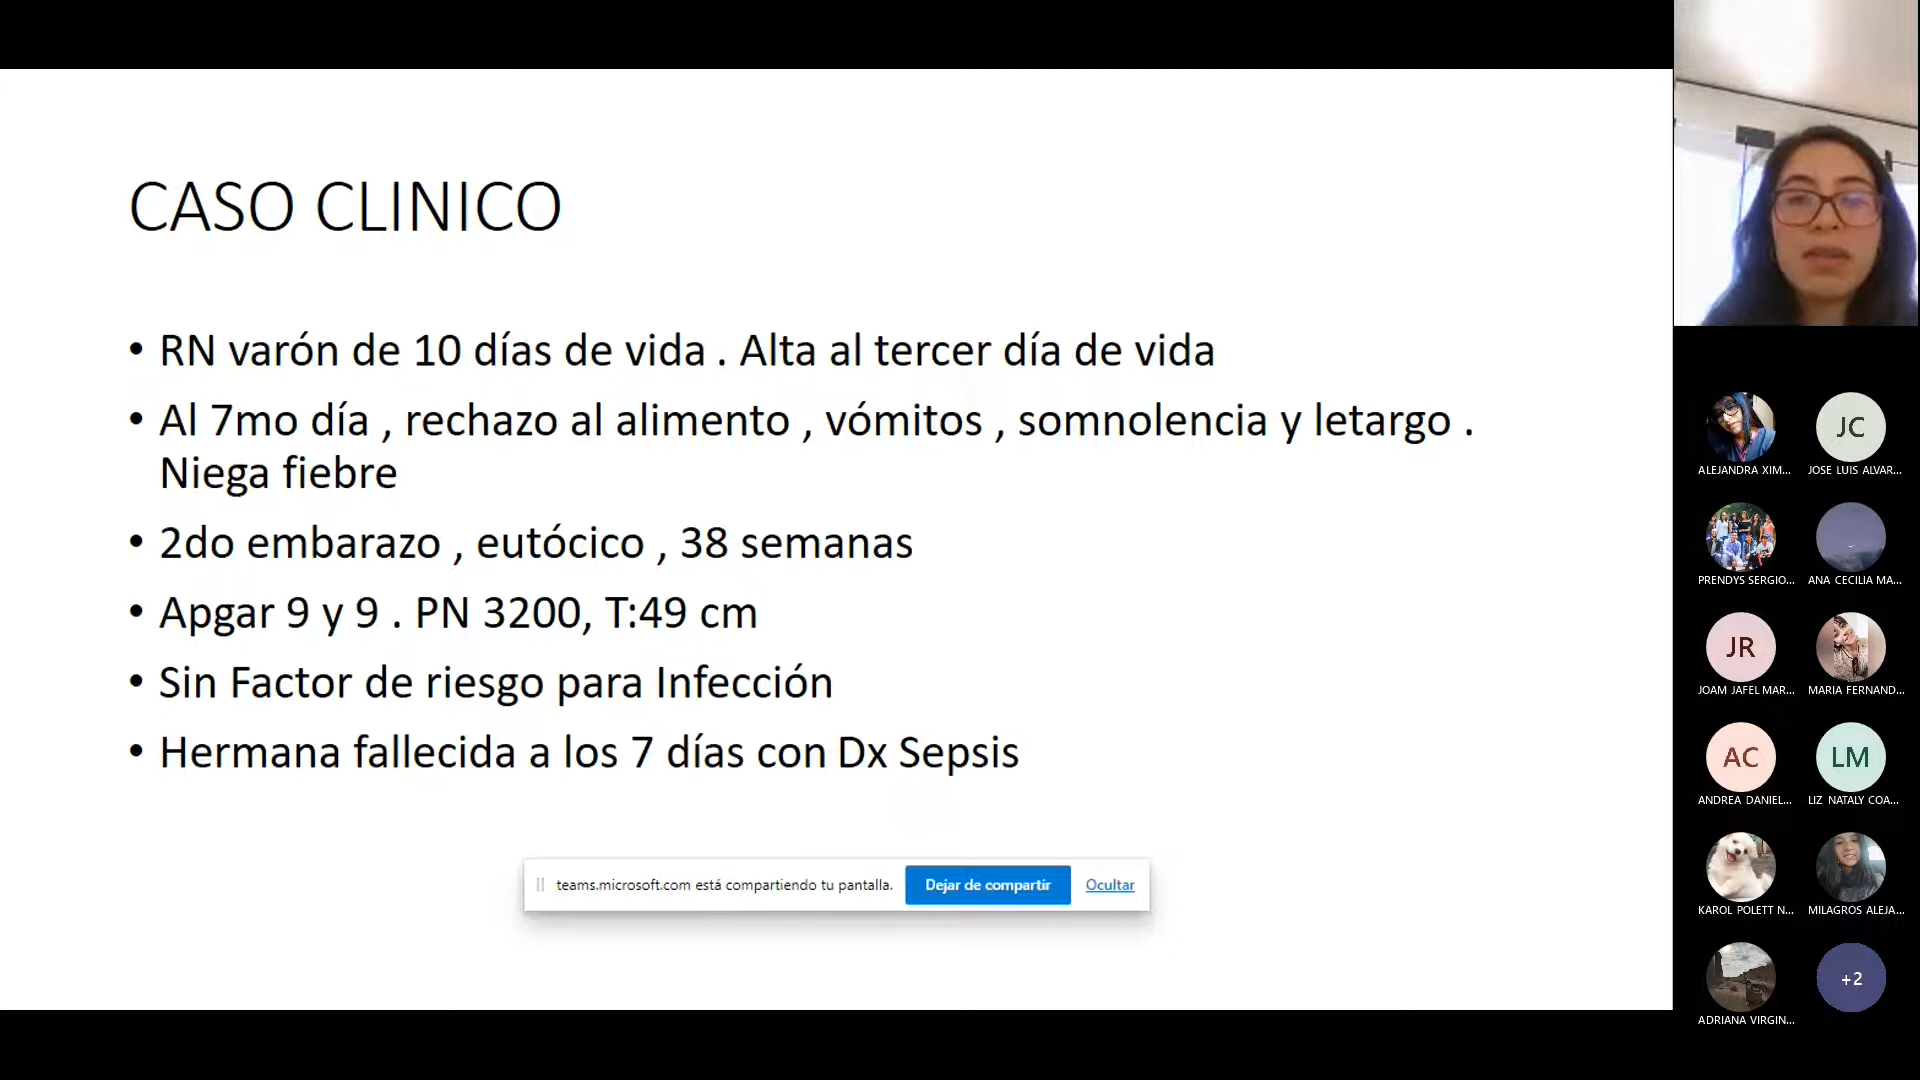 CASO CLINICO
• RN varón de 10 días de vida . Alta al tercer día de vida
• Al 7mo día , rechazo al alimento , vómitos , somnolencia y letargo .
Niega fiebre
• 2do embarazo , eutócico , 38 semanas
• Apgar 9 y 9 . PN 3200, T:49 cm
• Sin Factor de riesgo para Infección
• Hermana fallecida a los 7 días con Dx Sepsis
teams.microsoft.com está compartiendo tu pantalla. Dejar de compartir Ocultar
JC
ALEJANDRA XIM... JOSE LUIS ALVAR...
PRENDYS SERGIO... ANA CECILIA MA...
JR
JOAM JAFEL MAR... MARIA FERNAND...
AC LM
ANDREA DANIEL... LIZ NATALY COA...
KAROL POLETT N... MILAGROS ALEJA...
+2
ADRIANA VIRGIN...